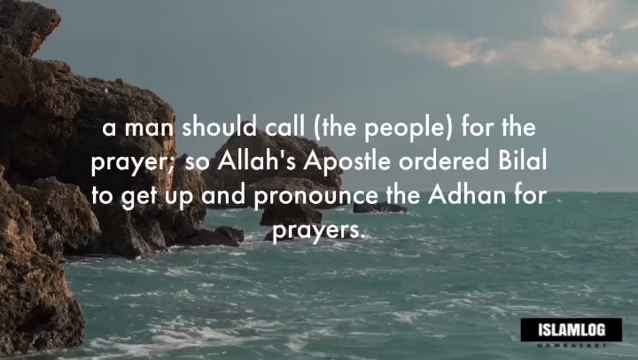 a man should call (the people) for the
prayer; so Allah's Apostle ordered Bilal
to get up and pronounce the Adhan for
prayers.
ISLAMLOG